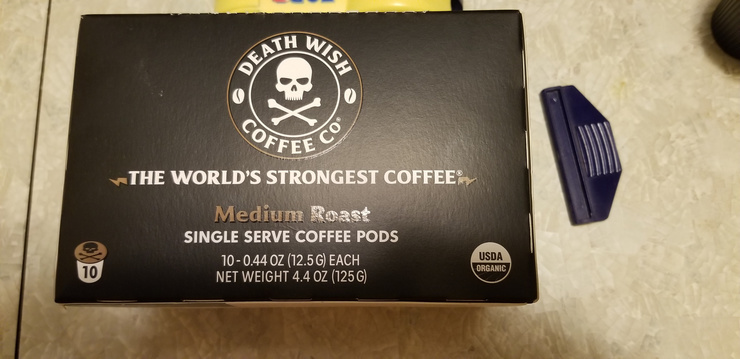 DEATH WISH
COFFEE CO®
THE WORLD'S STRONGEST COFFEE®
Medium Roast
SINGLE SERVE COFFEE PODS
10 - 0.44 OZ (12.5 G) EACH
NET WEIGHT 4.4 OZ (125 G)
10
USDA
ORGANIC